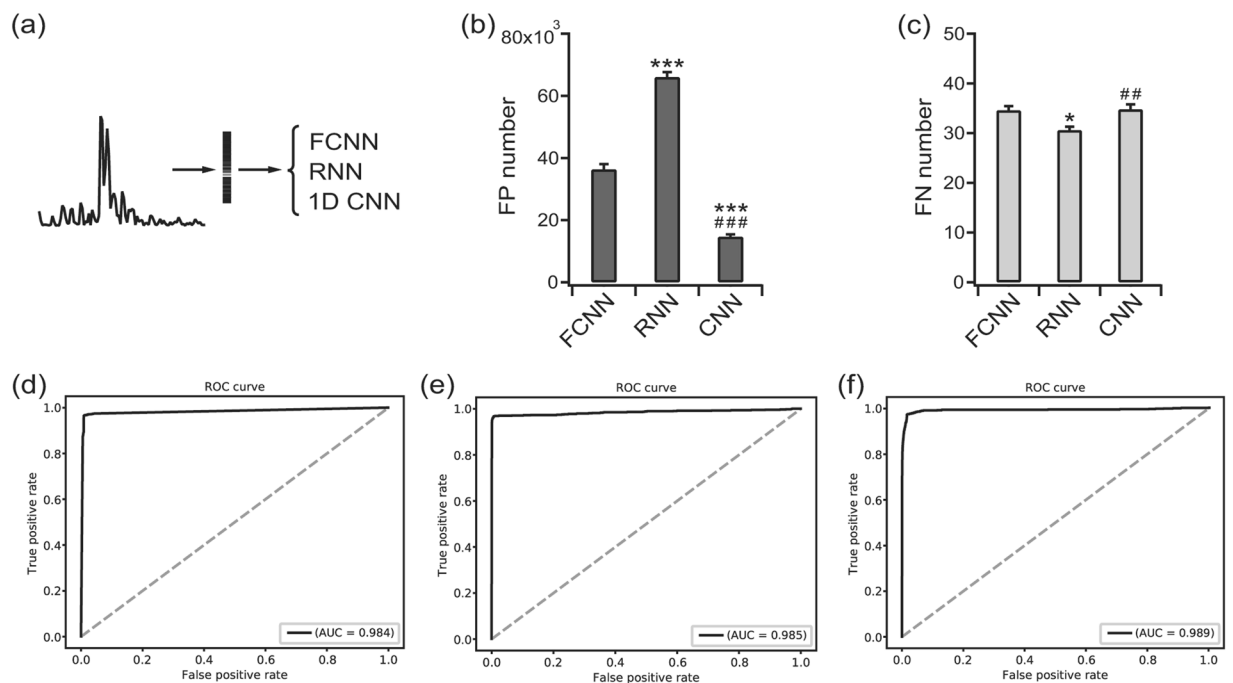 (a)
FCNN
RNN
1D CNN
(b)
80x10³
60
40
20
0
FP number
***
***
###
FCNN
RNN
CNN
(c)
50
40
30
20
10
0
FN number
*
##
FCNN
RNN
CNN
(d)
ROC curve
1.0
0.8
0.6
0.4
0.2
0.0
True positive rate
(AUC = 0.984)
0.0 0.2 0.4 0.6 0.8 1.0
False positive rate
(e)
ROC curve
1.0
0.8
0.6
0.4
0.2
0.0
True positive rate
(AUC = 0.985)
0.0 0.2 0.4 0.6 0.8 1.0
False positive rate
(f)
ROC curve
1.0
0.8
0.6
0.4
0.2
0.0
True positive rate
(AUC = 0.989)
0.0 0.2 0.4 0.6 0.8 1.0
False positive rate